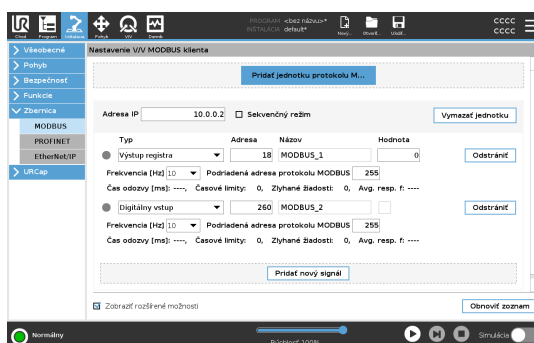 PROGRAM <bez názvu>*
INŠTALÁCIA default*
Chod Program Inštalácia Pohyb V/V Denník Nový... Otvoriť... Uložiť...
CCCC
CCCC
Všeobecné
Pohyb
Bezpečnosť
Funkcie
Zbernica
MODBUS
PROFINET
EtherNet/IP
URCap
Nastavenie V/V MODBUS klienta
Pridať jednotku protokolu M...
Adresa IP 10.0.0.2 Sekvenčný režim Vymazať jednotku
Typ Adresa Názov Hodnota
Výstup registra 18 MODBUS_1 0 Odstrániť
Frekvencia [Hz] 10 Podriadená adresa protokolu MODBUS 255
Čas odozvy [ms]: ----, Časové limity: 0, Zlyhané žiadosti: 0, Avg. resp. f: ----
Digitálny vstup 260 MODBUS_2 Odstrániť
Frekvencia [Hz] 10 Podriadená adresa protokolu MODBUS 255
Čas odozvy [ms]: ----, Časové limity: 0, Zlyhané žiadosti: 0, Avg. resp. f: ----
Pridať nový signál
Zobraziť rozšírené možnosti Obnoviť zoznam
Normálny Rýchlosť 100% Simulácia